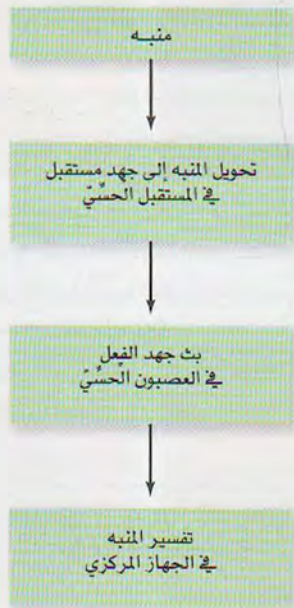 منبه
تحويل المنبه إلى جهد مستقبل
في المستقبل الحسّيّ
بث جهد الفعل
في العصبون الحسّيّ
تفسير المنبه
في الجهاز المركزي